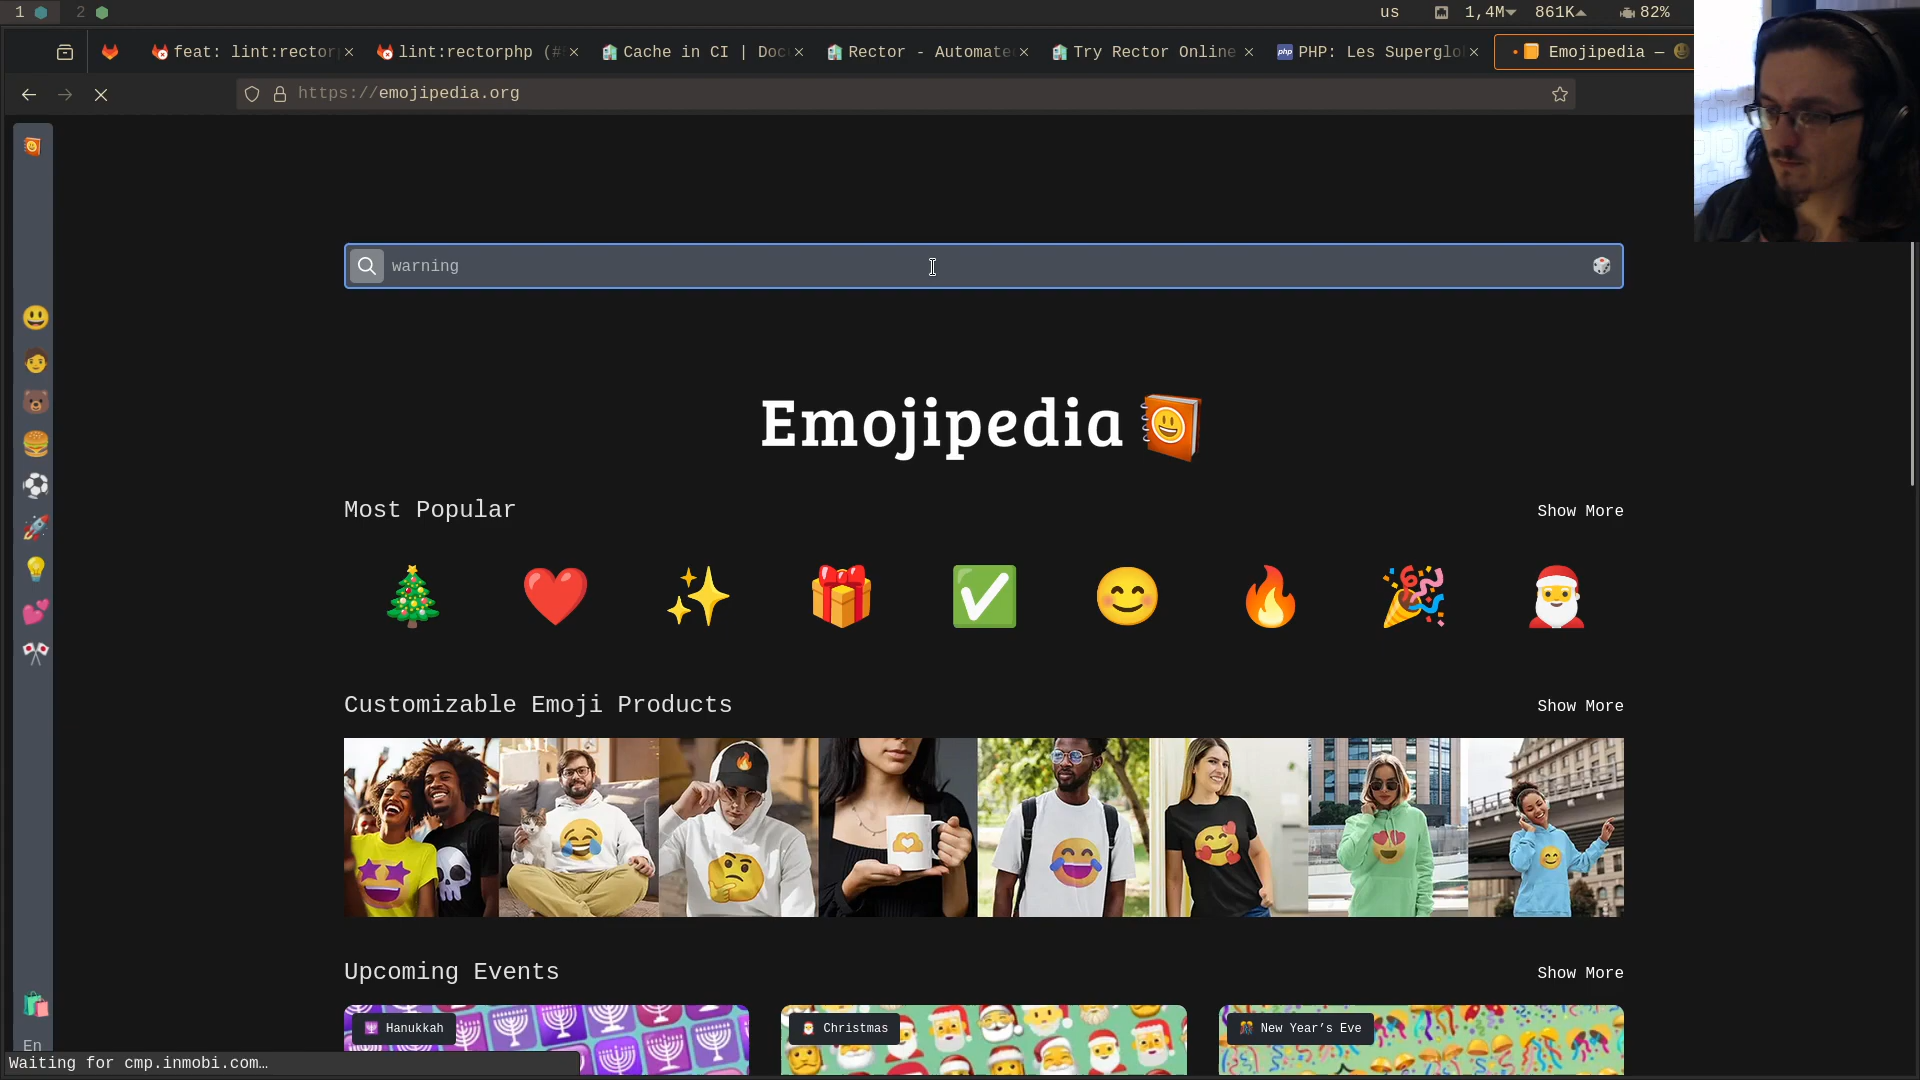 1 2 us 1,4M 861K 82%
feat: lint:rector lint:rectorphp (# Cache in CI | Doc Rector - Automate Try Rector Online PHP: Les Superglo Emojipedia —
https://emojipedia.org
warning
Emojipedia
Most Popular Show More
Customizable Emoji Products Show More
Upcoming Events Show More
Hanukkah Christmas New Year’s Eve
En
Waiting for cmp.inmobi.com…